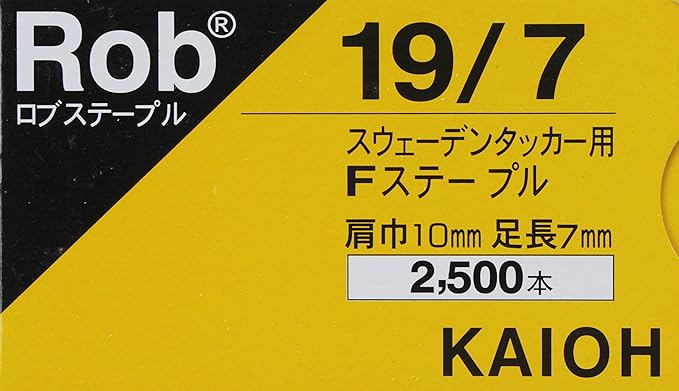 Rob®
ロブステープル
19/7
スウェーデンタッカー用
Fステープル
肩巾10㎜ 足長7㎜
2,500本
KAIOH